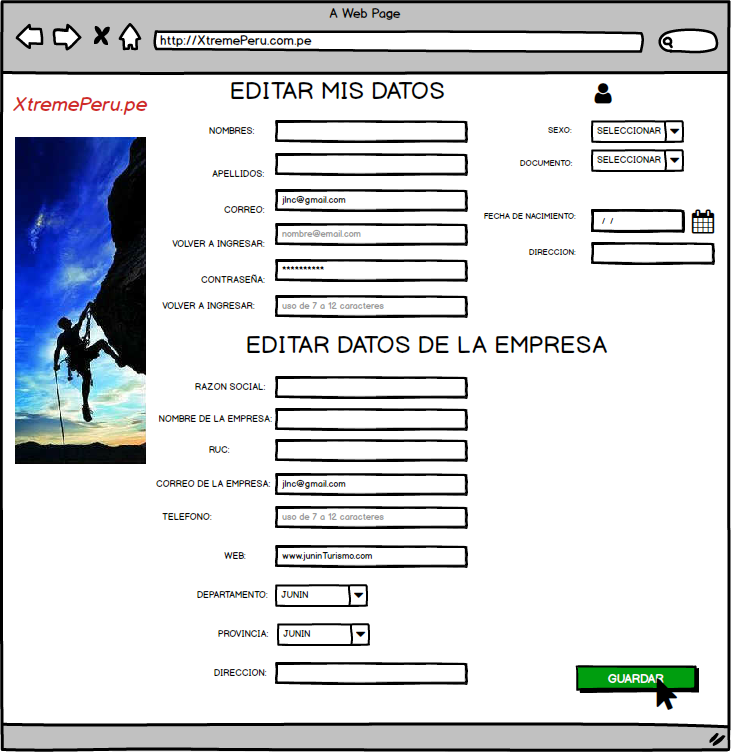 A Web Page
http://XtremePeru.com.pe
XtremePeru.pe
EDITAR MIS DATOS
NOMBRES:
SEXO: SELECCIONAR
APELLIDOS:
DOCUMENTO: SELECCIONAR
CORREO: jlnc@gmail.com
FECHA DE NACIMIENTO: / /
VOLVER A INGRESAR: nombre@email.com
DIRECCION:
CONTRASEÑA: **********
VOLVER A INGRESAR: uso de 7 a 12 caracteres
EDITAR DATOS DE LA EMPRESA
RAZON SOCIAL:
NOMBRE DE LA EMPRESA:
RUC:
CORREO DE LA EMPRESA: jlnc@gmail.com
TELEFONO: uso de 7 a 12 caracteres
WEB: www.juninTurismo.com
DEPARTAMENTO: JUNIN
PROVINCIA: JUNIN
DIRECCION:
GUARDAR